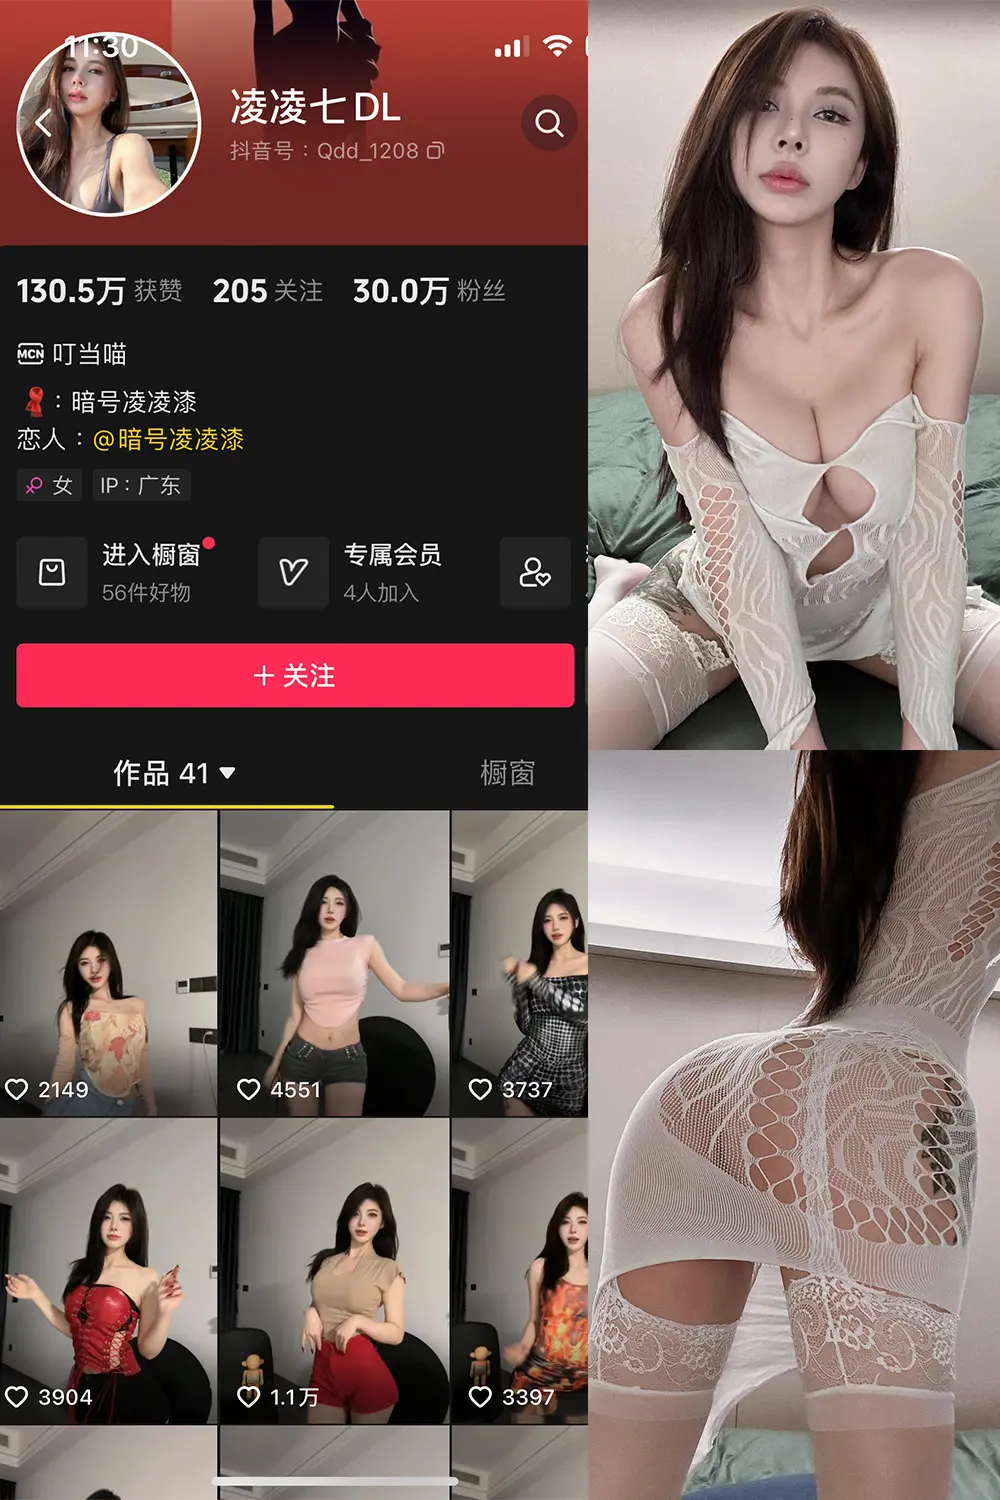 11:30
凌凌七DL
抖音号：Qdd_1208
130.5万 获赞 205 关注 30.0万 粉丝
MCN 叮当喵
：暗号凌凌漆
恋人：@暗号凌凌漆
女 IP：广东
进入橱窗 专属会员
56件好物 4人加入
+ 关注
作品 41 橱窗
2149 4551 3737
3904 1.1万 3397